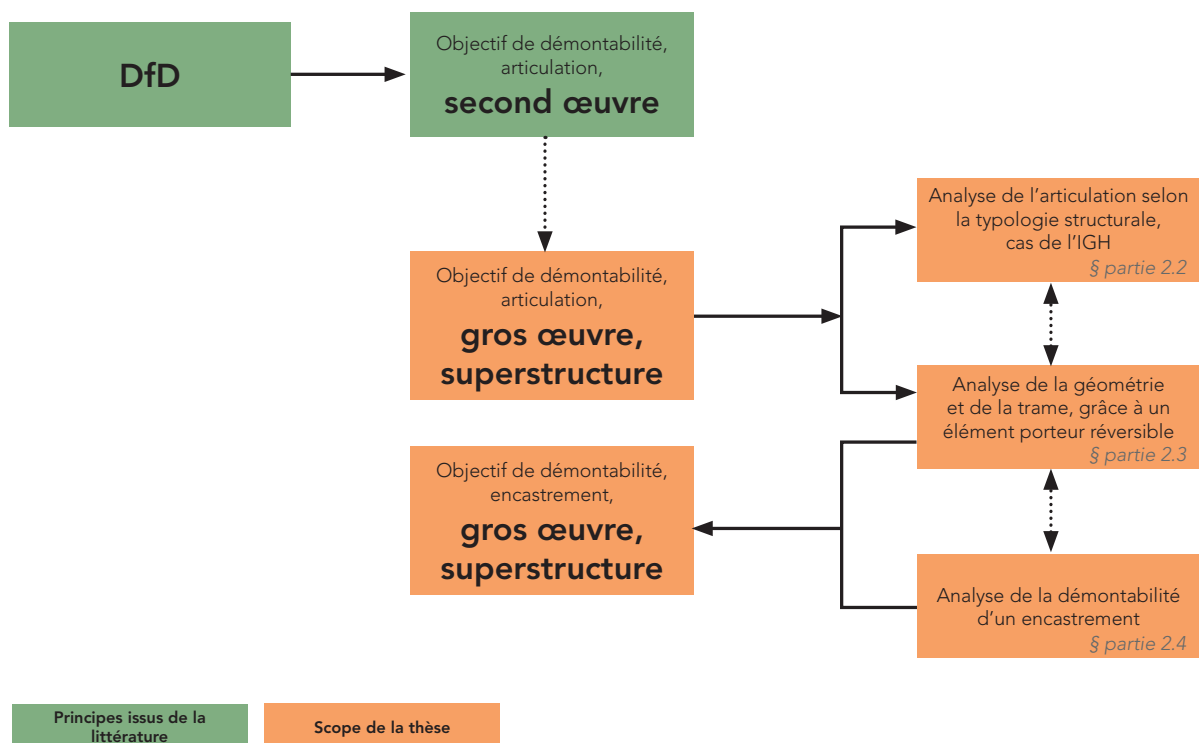 DfD
Objectif de démontabilité,
articulation,
second œuvre
Objectif de démontabilité,
articulation,
gros œuvre,
superstructure
Analyse de l'articulation selon
la typologie structurale,
cas de l'IGH
§ partie 2.2
Analyse de la géométrie
et de la trame, grâce à un
élément porteur réversible
§ partie 2.3
Objectif de démontabilité,
encastrement,
gros œuvre,
superstructure
Analyse de la démontabilité
d'un encastrement
§ partie 2.4
Principes issus de la
littérature
Scope de la thèse